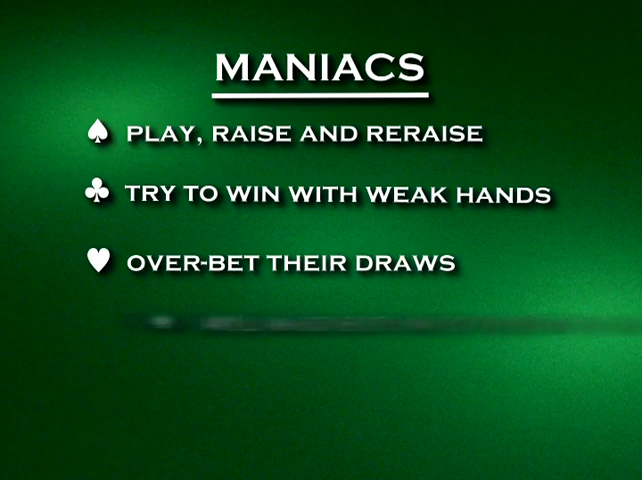 MANIACS
♠ PLAY, RAISE AND RERAISE
♣ TRY TO WIN WITH WEAK HANDS
♥ OVER-BET THEIR DRAWS